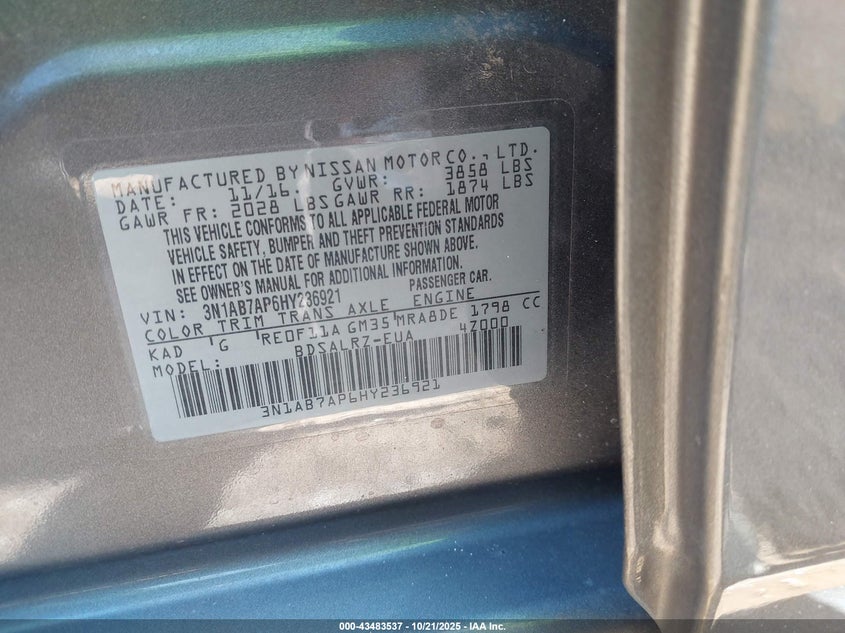 MANUFACTURED BY NISSAN MOTOR CO., LTD.
DATE: 11/16 GVWR: 3858 LBS
GAWR FR: 2028 LBS GAWR RR: 1874 LBS
THIS VEHICLE CONFORMS TO ALL APPLICABLE FEDERAL MOTOR
VEHICLE SAFETY, BUMPER AND THEFT PREVENTION STANDARDS
IN EFFECT ON THE DATE OF MANUFACTURE SHOWN ABOVE.
SEE OWNER'S MANUAL FOR ADDITIONAL INFORMATION.
VIN: 3N1AB7AP6HY236921 PASSENGER CAR.
COLOR TRIM TRANS AXLE ENGINE
KAD G RE0F11A GM35 MRA8DE 1798 CC
MODEL: BDSALRZ-EUA 4Z000
3N1AB7AP6HY236921
000-43483537 - 10/21/2025 - IAA Inc.